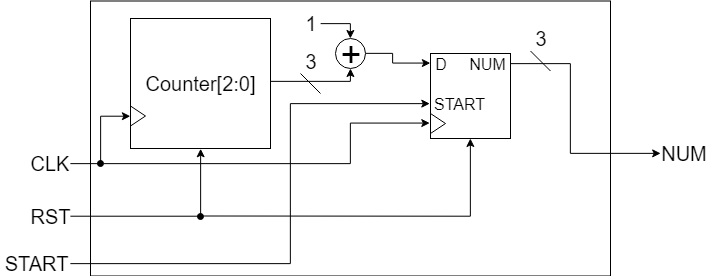 1
3
3
Counter[2:0]
+
D NUM
START
CLK
NUM
RST
START